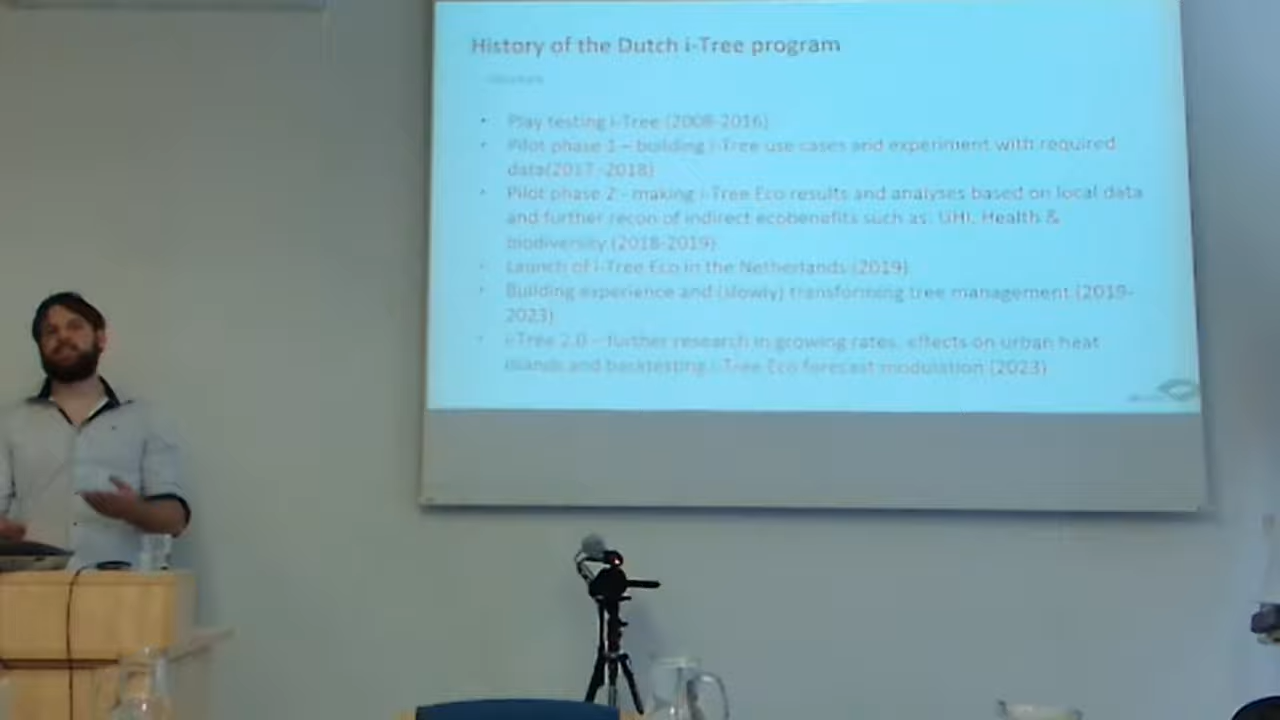 History of the Dutch i-Tree program
Play testing i-Tree (2008-2016)
Pilot phase 1 – building i-Tree use cases and experiment with required
data(2017 -2018)
Pilot phase 2 - making i-Tree Eco results and analyses based on local data
and further recon of indirect ecobenefits such as: UHI, Health &
biodiversity (2018-2019)
Launch of i-Tree Eco in the Netherlands (2019)
Building experience and (slowly) transforming tree management (2019-
2023)
i-Tree 2.0 – further research in growing rates, effects on urban heat
islands and backtesting i-Tree Eco forecast modulation (2023)